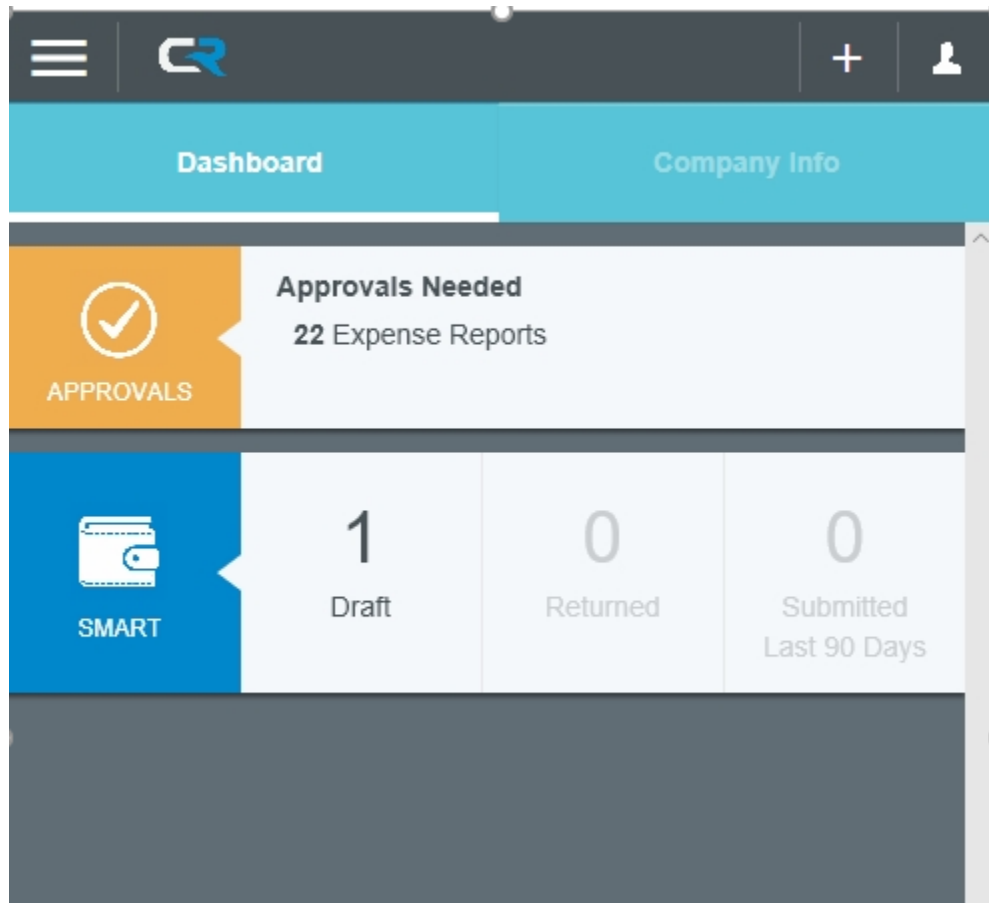 CR
Dashboard
Company Info
Approvals Needed
22 Expense Reports
APPROVALS
1
Draft
0
Returned
0
Submitted
Last 90 Days
SMART